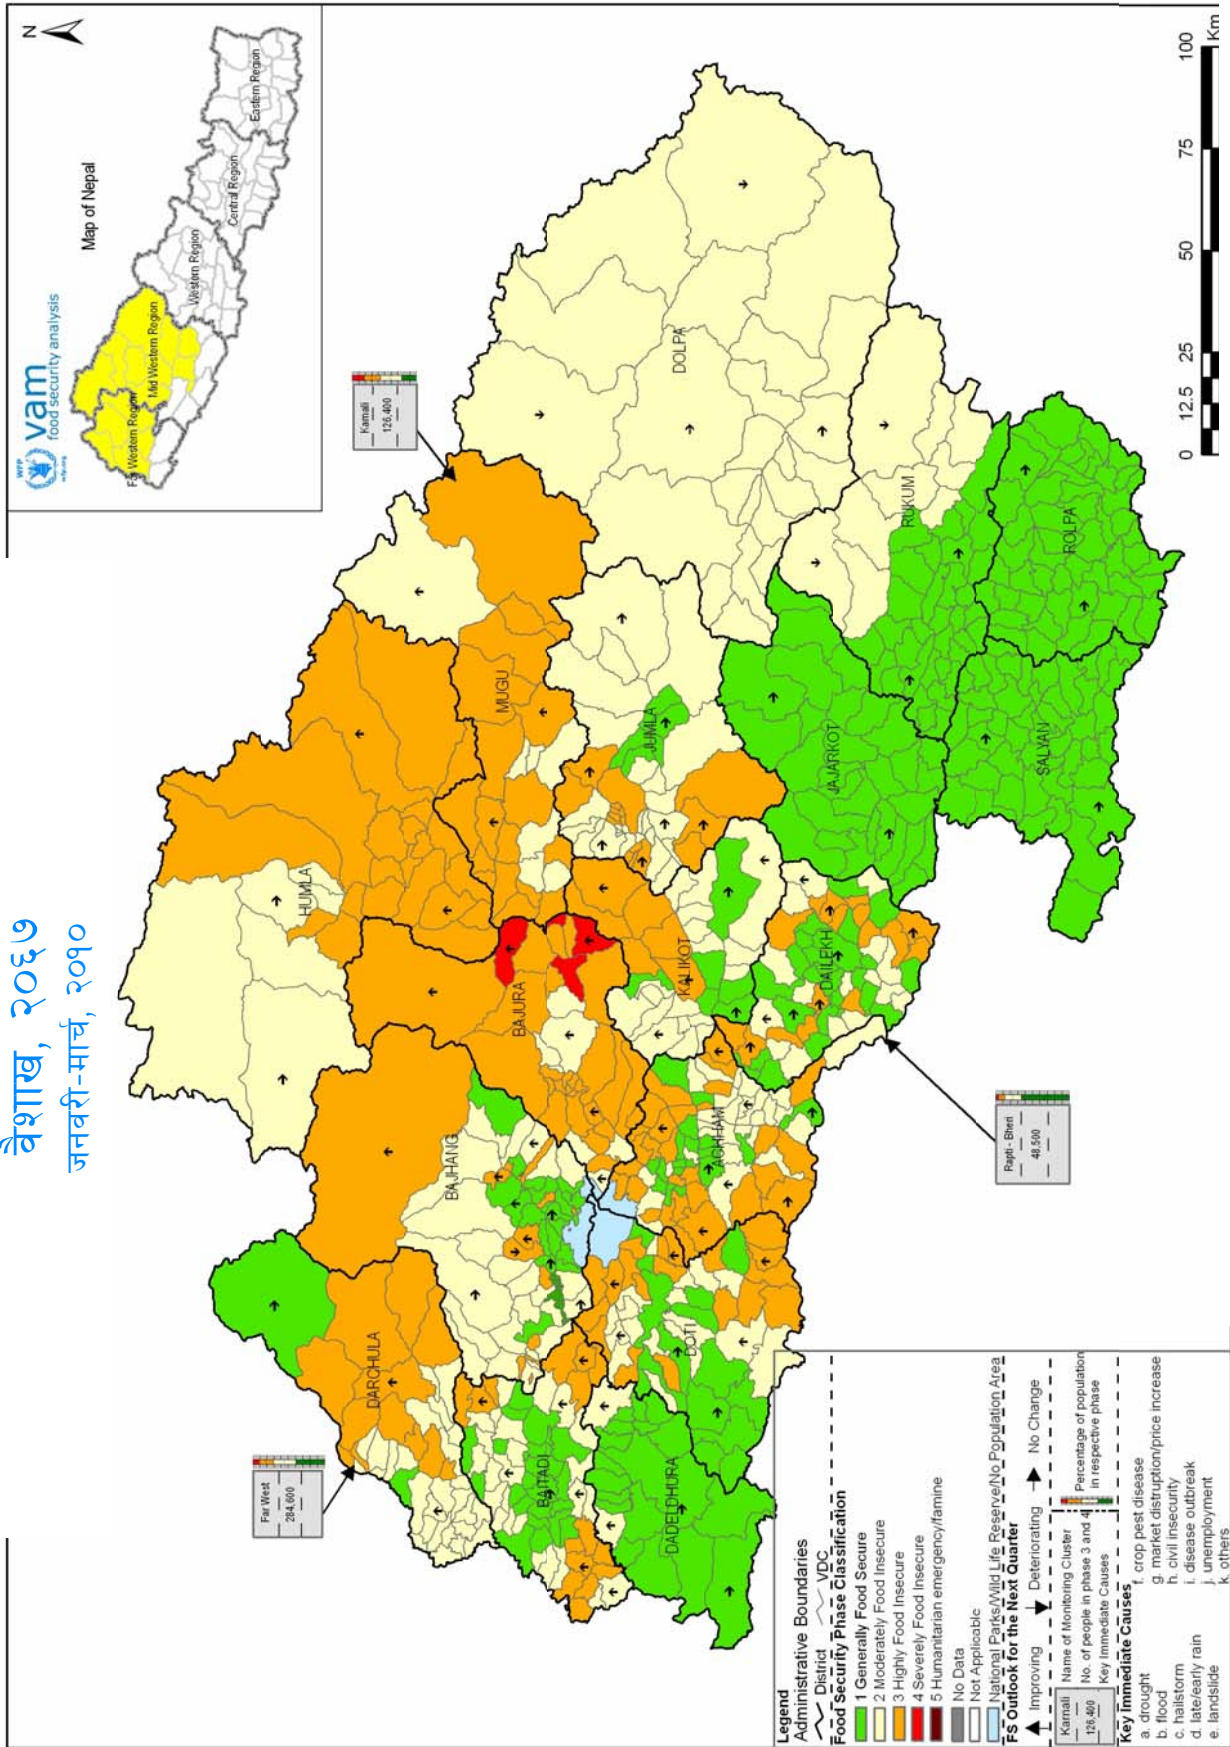 वैशाख, २०६७
जनवरी-मार्च, २०१०
WFP
wfp.org
vam
food security analysis
Map of Nepal
N
Far Western Region
Mid Western Region
Western Region
Central Region
Eastern Region
Far West
284,600
Karnali
126,400
Rapti - Bheri
48,500
HUMLA
MUGU
DOLPA
DARCHULA
BAJHANG
BAJURA
JUMLA
KALIKOT
RUKUM
ROLPA
JAJARKOT
SALYAN
DAILEKH
ACHHAM
DOTI
BAITADI
DADELDHURA
0 12.5 25 50 75 100
Km
Legend
Administrative Boundaries
District VDC
Food Security Phase Classification
1 Generally Food Secure
2 Moderately Food Insecure
3 Highly Food Insecure
4 Severely Food Insecure
5 Humanitarian emergency/famine
No Data
Not Applicable
National Parks/Wild Life Reserve/No Population Area
FS Outlook for the Next Quarter
Improving Deteriorating No Change
Karnali Name of Monitoring Cluster
126,400 No. of people in phase 3 and 4
Key Immediate Causes
Percentage of population
in respective phase
Key Immediate Causes
a. drought
b. flood
c. hailstorm
d. late/early rain
e. landslide
f. crop pest disease
g. market distruption/price increase
h. civil insecurity
i. disease outbreak
j. unemployment
k. others